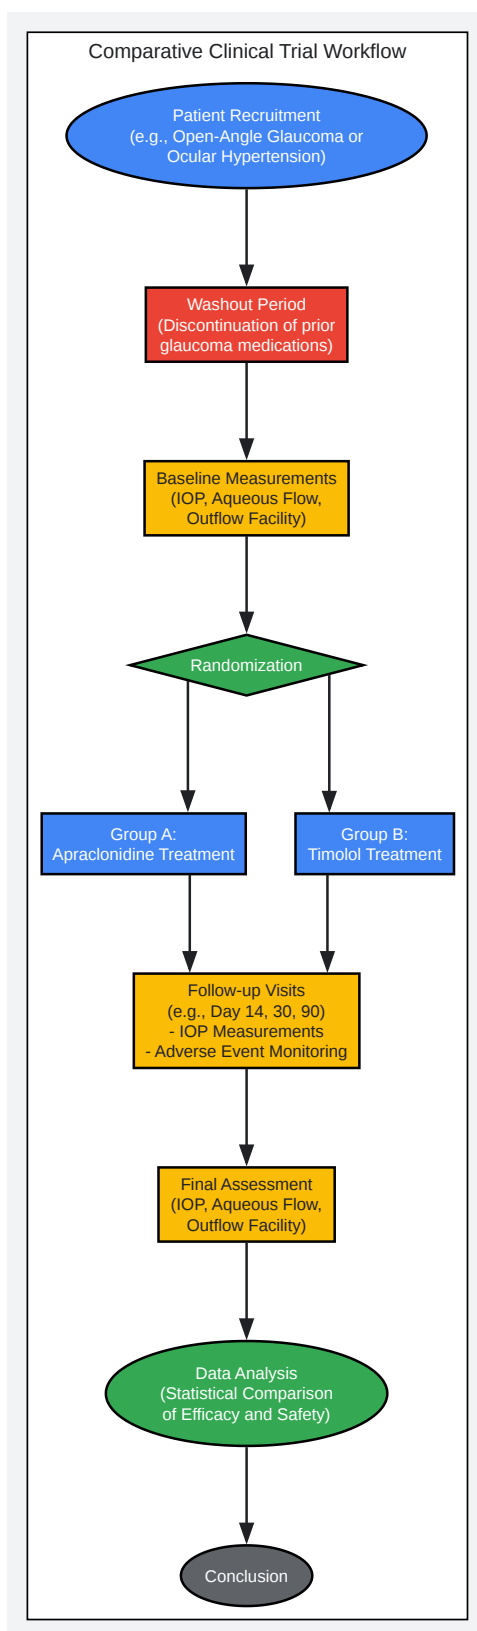 Comparative Clinical Trial Workflow
Patient Recruitment
(e.g., Open-Angle Glaucoma or
Ocular Hypertension)
Washout Period
(Discontinuation of prior
glaucoma medications)
Baseline Measurements
(IOP, Aqueous Flow,
Outflow Facility)
Randomization
Group A:
Apraclonidine Treatment
Group B:
Timolol Treatment
Follow-up Visits
(e.g., Day 14, 30, 90)
- IOP Measurements
- Adverse Event Monitoring
Final Assessment
(IOP, Aqueous Flow,
Outflow Facility)
Data Analysis
(Statistical Comparison
of Efficacy and Safety)
Conclusion